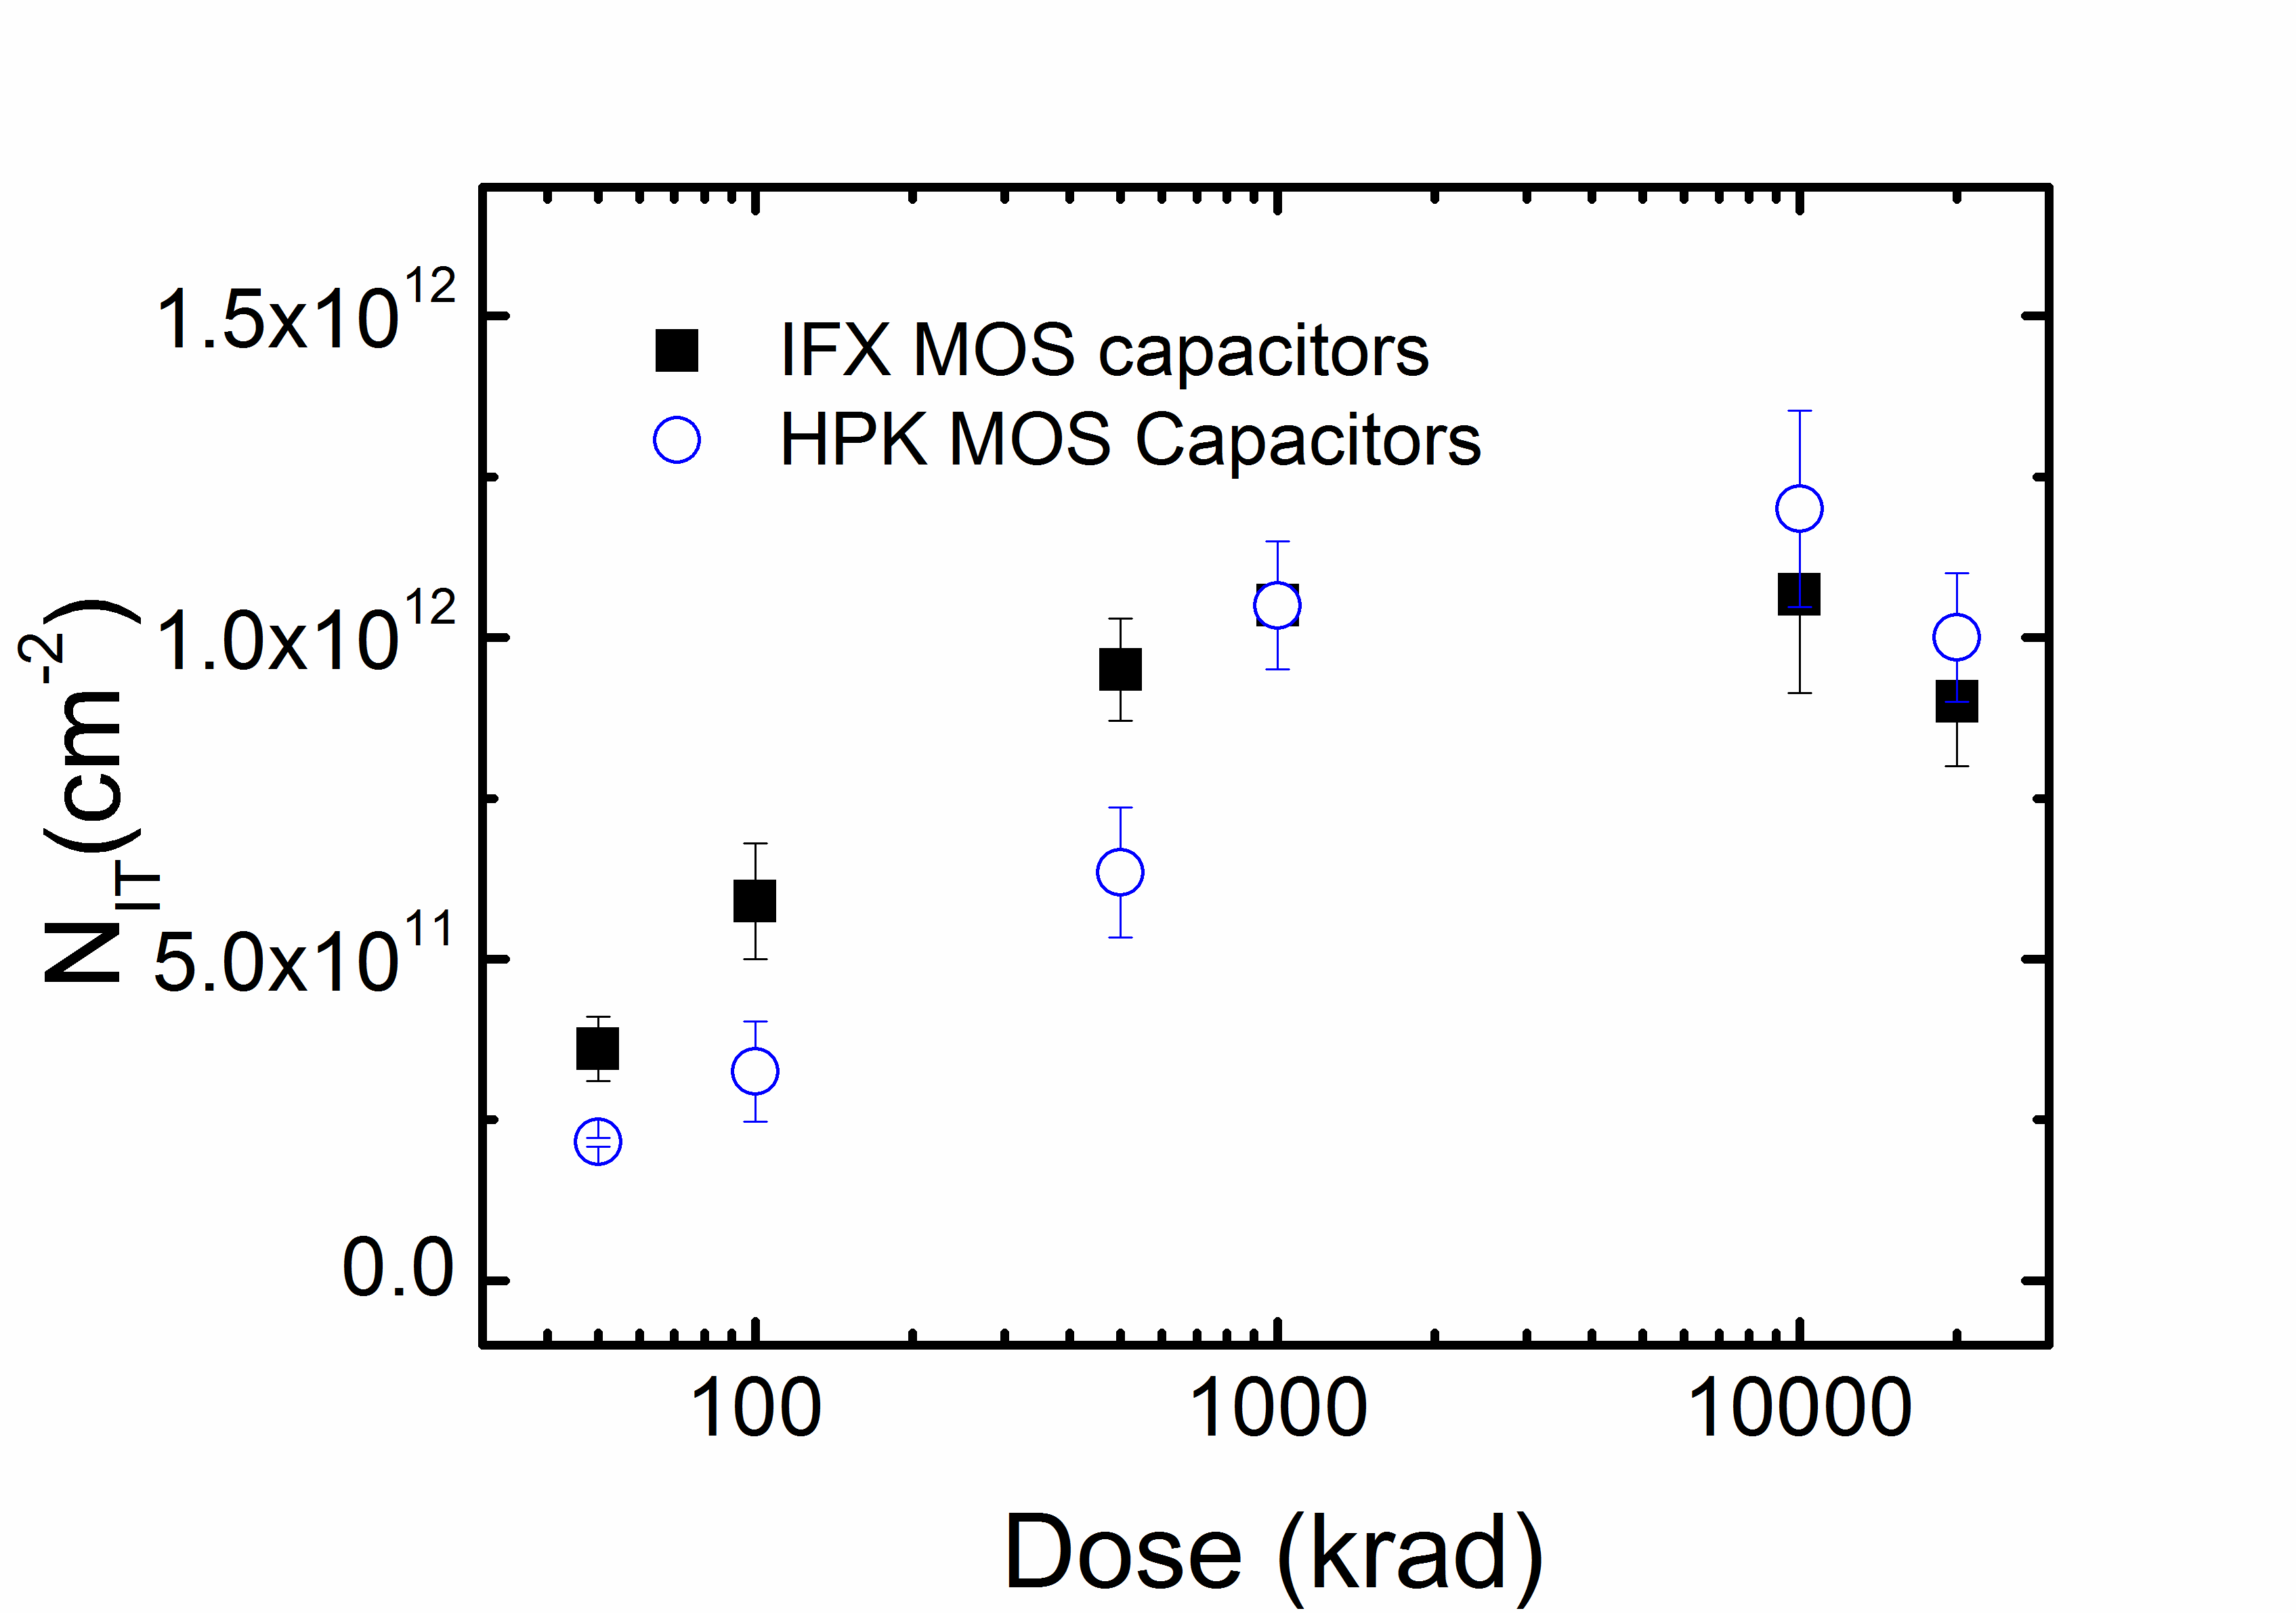 1.5x10^12
IFX MOS capacitors
HPK MOS Capacitors
1.0x10^12
N_IT(cm^-2)
5.0x10^11
0.0
100 1000 10000
Dose (krad)